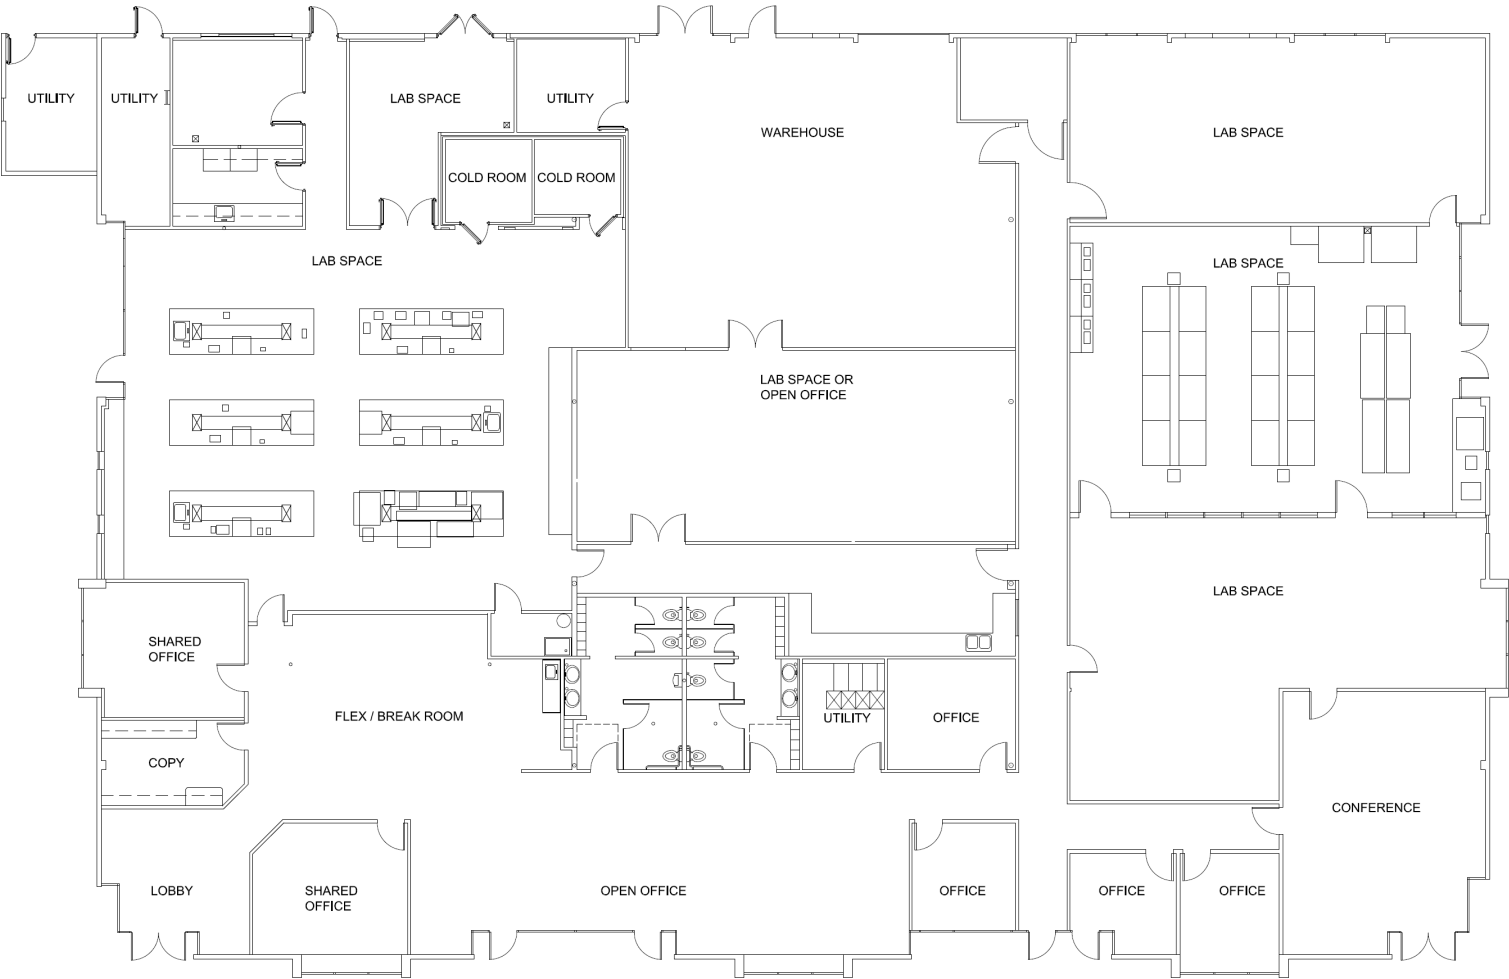 UTILITY
UTILITY
LAB SPACE
UTILITY
WAREHOUSE
LAB SPACE
COLD ROOM
COLD ROOM
LAB SPACE
LAB SPACE
LAB SPACE OR
OPEN OFFICE
LAB SPACE
SHARED
OFFICE
FLEX / BREAK ROOM
UTILITY
OFFICE
COPY
CONFERENCE
LOBBY
SHARED
OFFICE
OPEN OFFICE
OFFICE
OFFICE
OFFICE